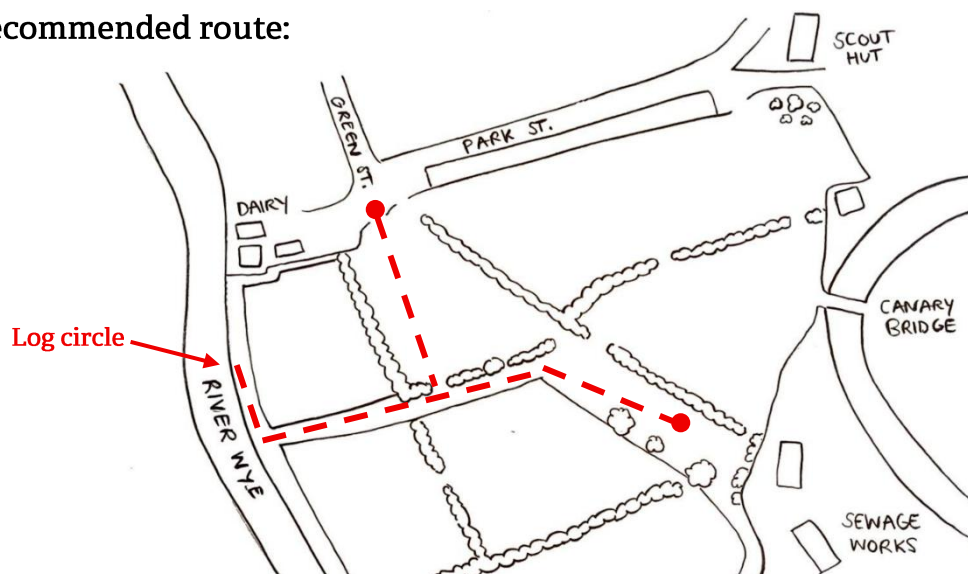 ecommended route:
SCOUT
HUT
GREEN ST.
PARK ST.
DAIRY
CANARY
BRIDGE
Log circle
RIVER WYE
SEWAGE
WORKS